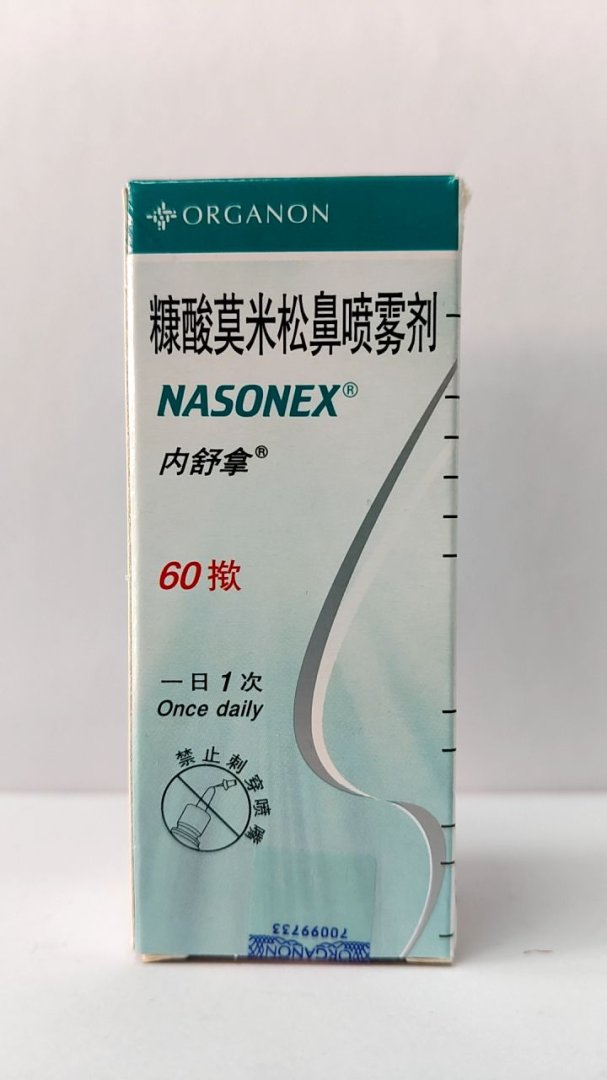 ORGANON
糠酸莫米松鼻喷雾剂
NASONEX®
内舒拿®
60揿
一日1次
Once daily
禁止刺穿喷嘴
70099733
ORGANON